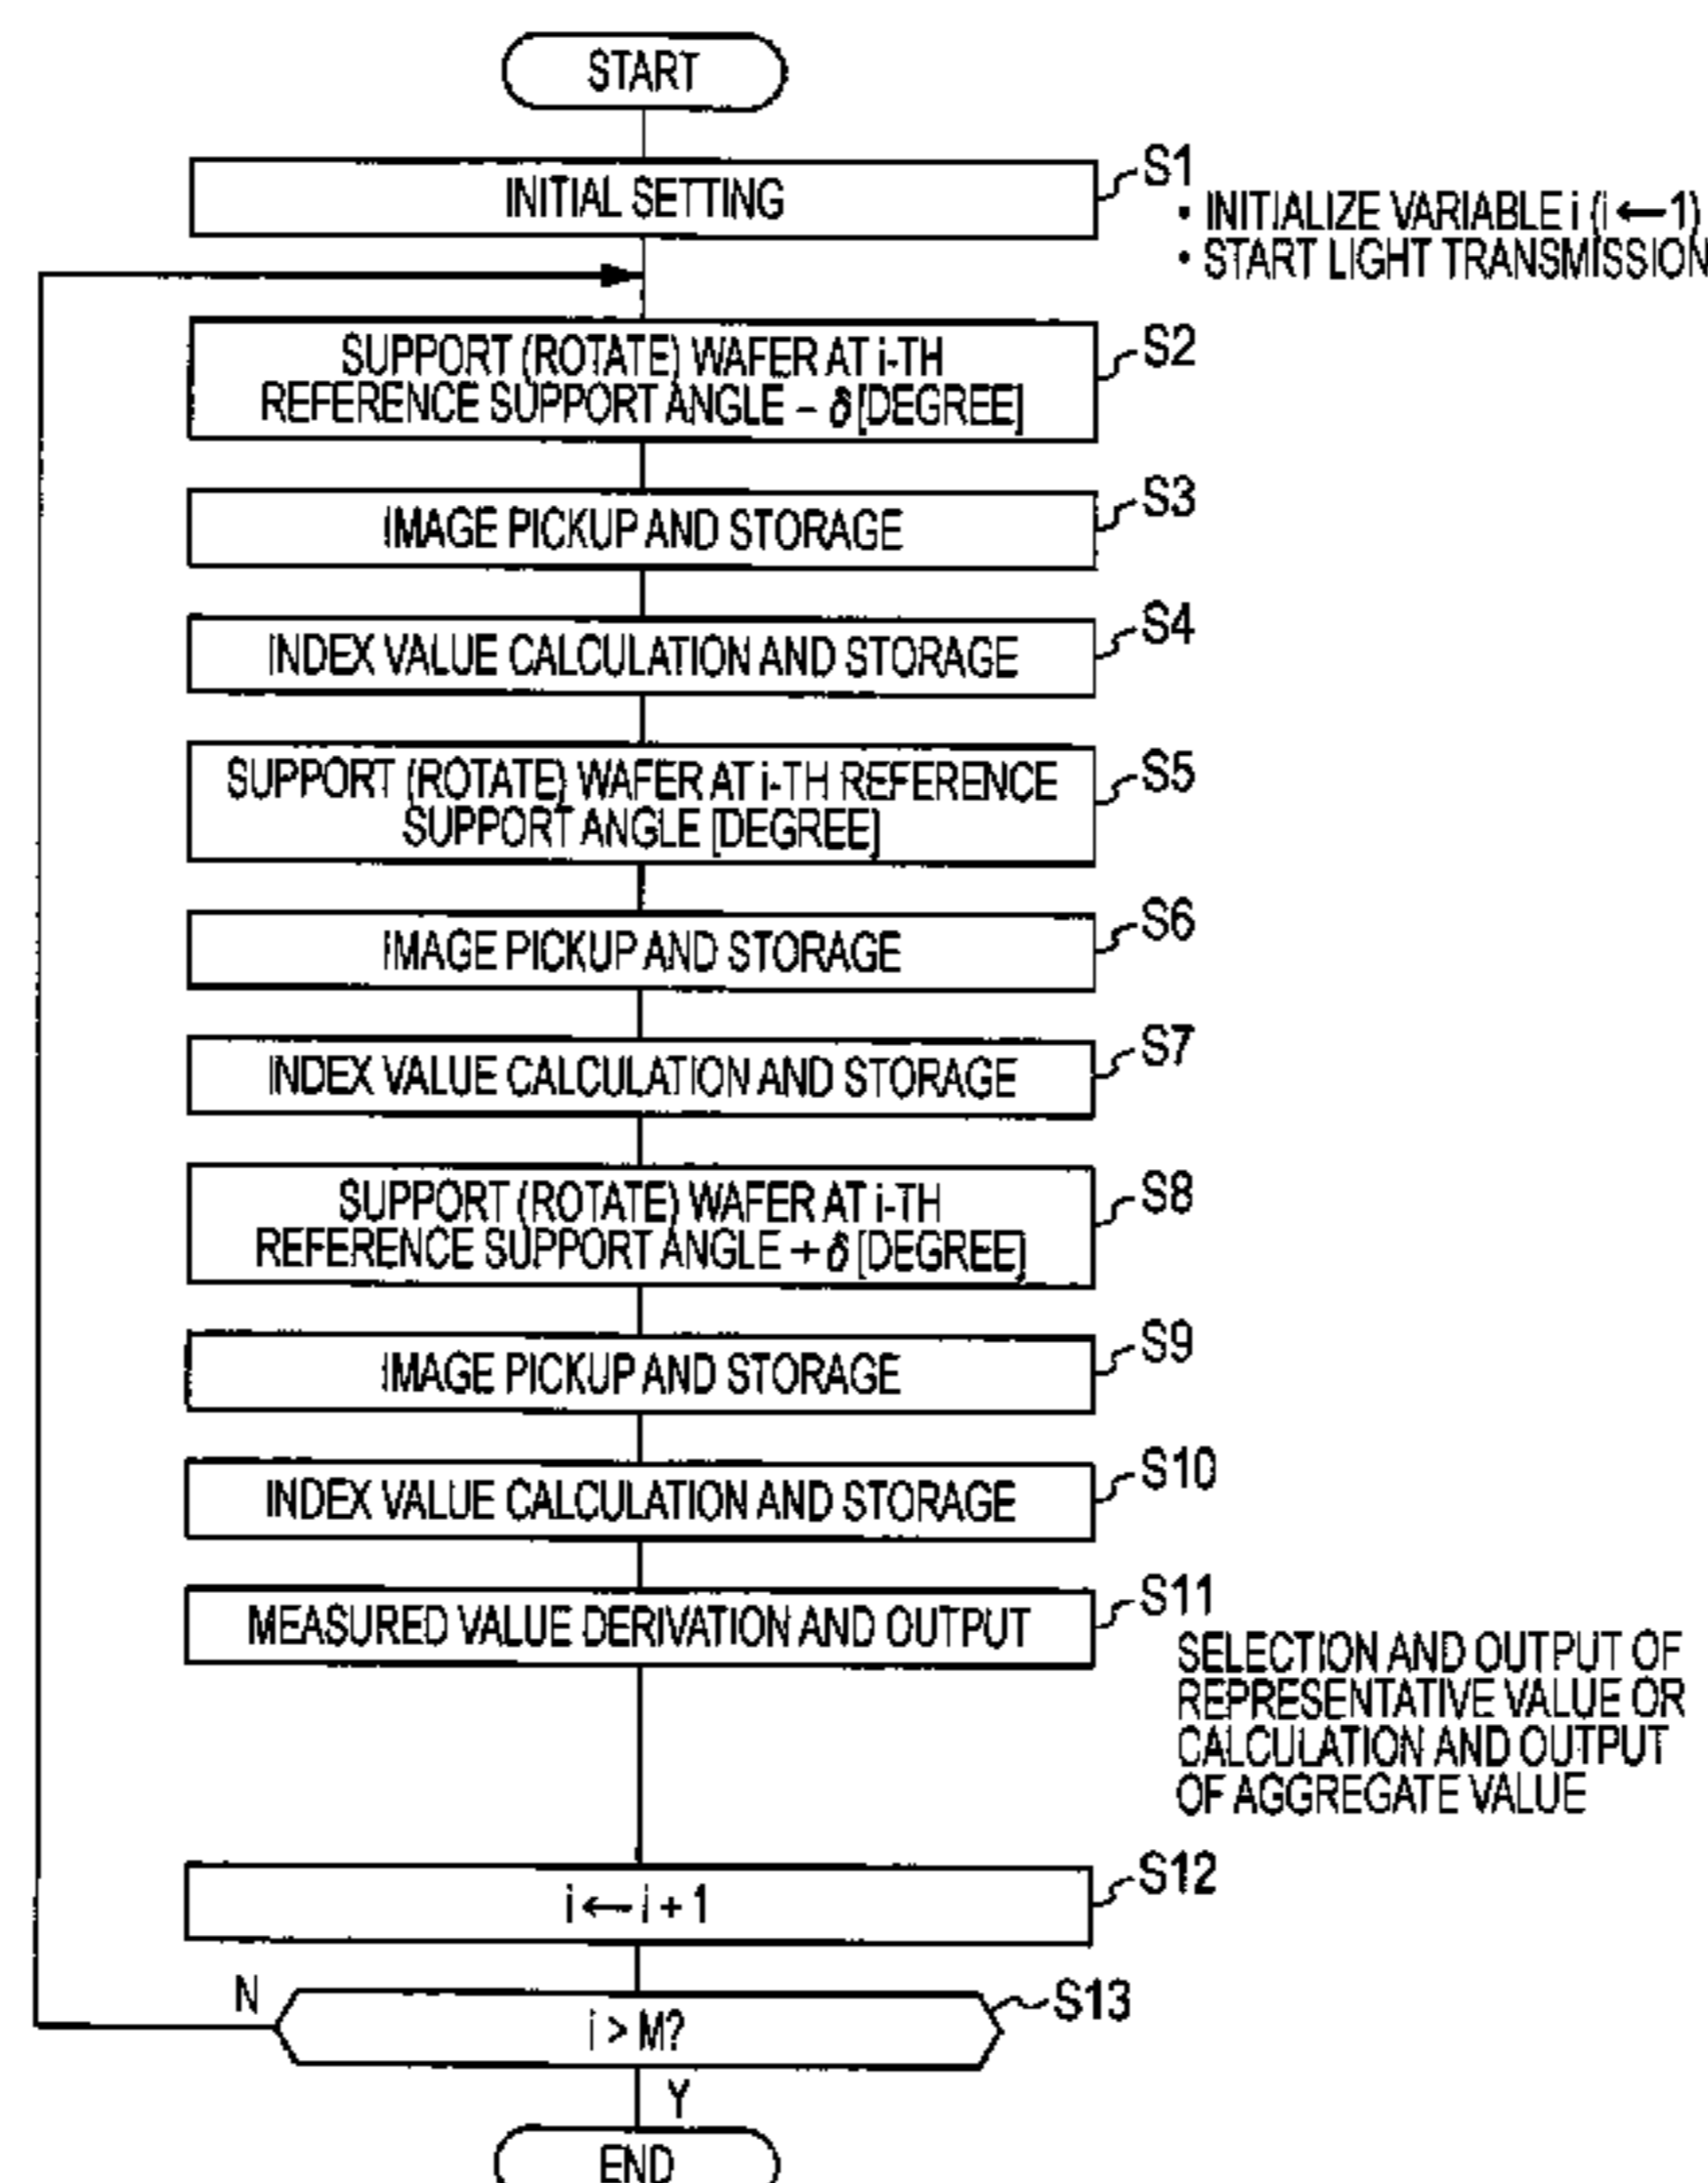 START
INITIAL SETTING
S1
• INITIALIZE VARIABLE i (i ← 1)
• START LIGHT TRANSMISSION
SUPPORT (ROTATE) WAFER AT i-TH
REFERENCE SUPPORT ANGLE – δ [DEGREE]
S2
IMAGE PICKUP AND STORAGE
S3
INDEX VALUE CALCULATION AND STORAGE
S4
SUPPORT (ROTATE) WAFER AT i-TH REFERENCE
SUPPORT ANGLE [DEGREE]
S5
IMAGE PICKUP AND STORAGE
S6
INDEX VALUE CALCULATION AND STORAGE
S7
SUPPORT (ROTATE) WAFER AT i-TH
REFERENCE SUPPORT ANGLE + δ [DEGREE]
S8
IMAGE PICKUP AND STORAGE
S9
INDEX VALUE CALCULATION AND STORAGE
S10
MEASURED VALUE DERIVATION AND OUTPUT
S11
SELECTION AND OUTPUT OF
REPRESENTATIVE VALUE OR
CALCULATION AND OUTPUT
OF AGGREGATE VALUE
i ← i + 1
S12
N
i > M?
S13
Y
END